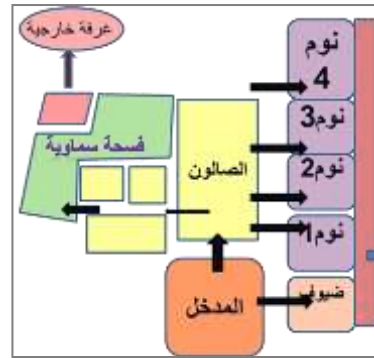 غرفة خارجية
فسحة سماوية
الصالون
المدخل
نوم
4
نوم3
نوم2
نوم1
ضيوف